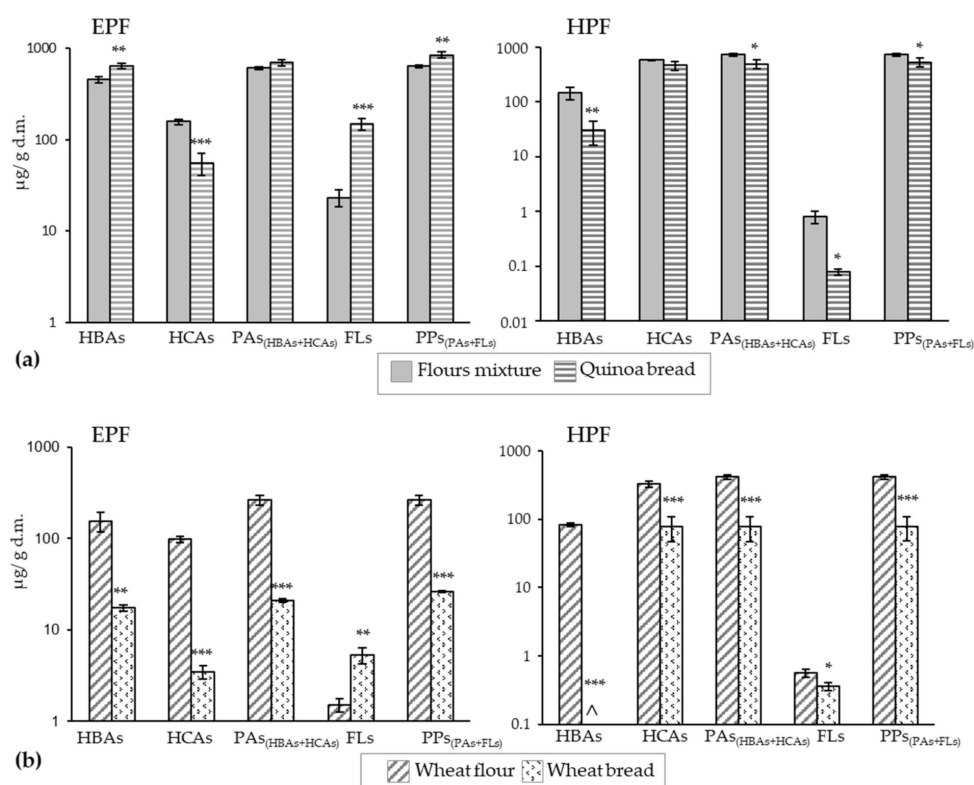 EPF
HPF
**
**
***
***
*
*
**
*
1000
100
10
1
µg/ g d.m.
1000
100
10
1
0.1
0.01
HBAs HCAs PAs(HBAs+HCAs) FLs PPs(PAs+FLs)
HBAs HCAs PAs(HBAs+HCAs) FLs PPs(PAs+FLs)
(a)
Flours mixture Quinoa bread
EPF
HPF
1000
100
10
1
µg/ g d.m.
**
***
***
**
***
1000
100
10
1
0.1
***
^
***
***
*
***
HBAs HCAs PAs(HBAs+HCAs) FLs PPs(PAs+FLs)
HBAs HCAs PAs(HBAs+HCAs) FLs PPs(PAs+FLs)
(b)
Wheat flour Wheat bread